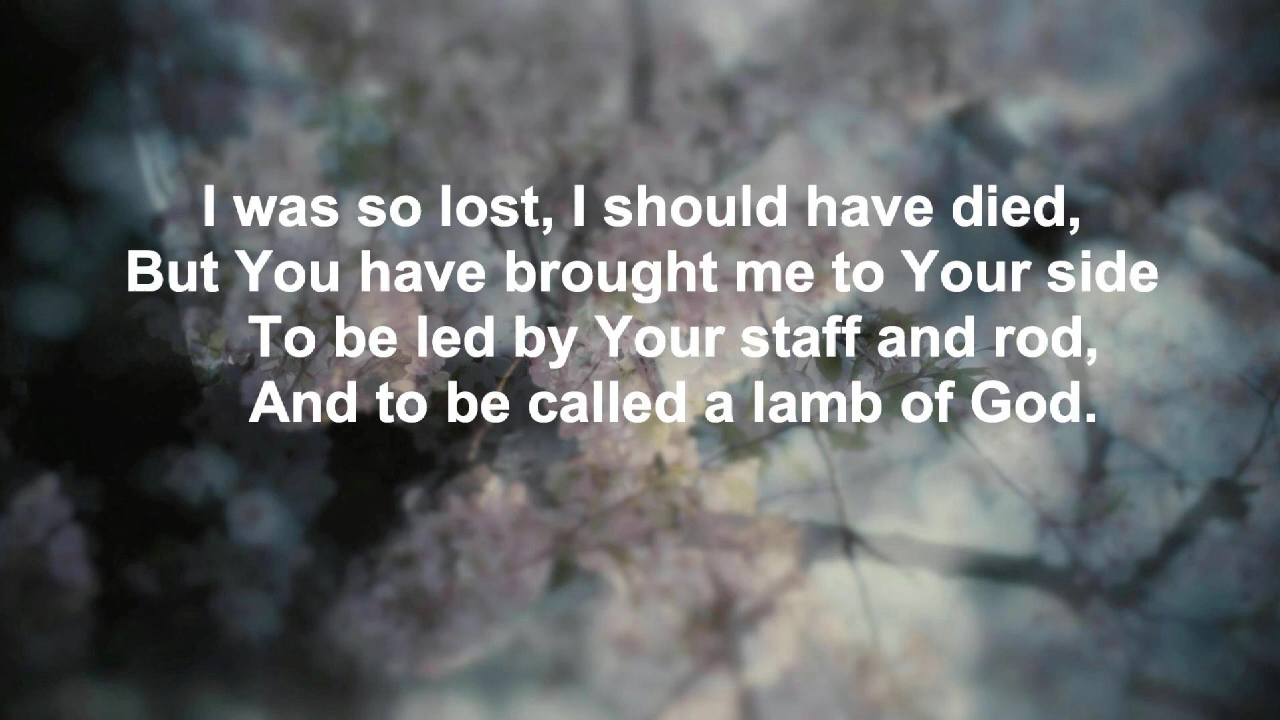 I was so lost, I should have died,
But You have brought me to Your side
To be led by Your staff and rod,
And to be called a lamb of God.